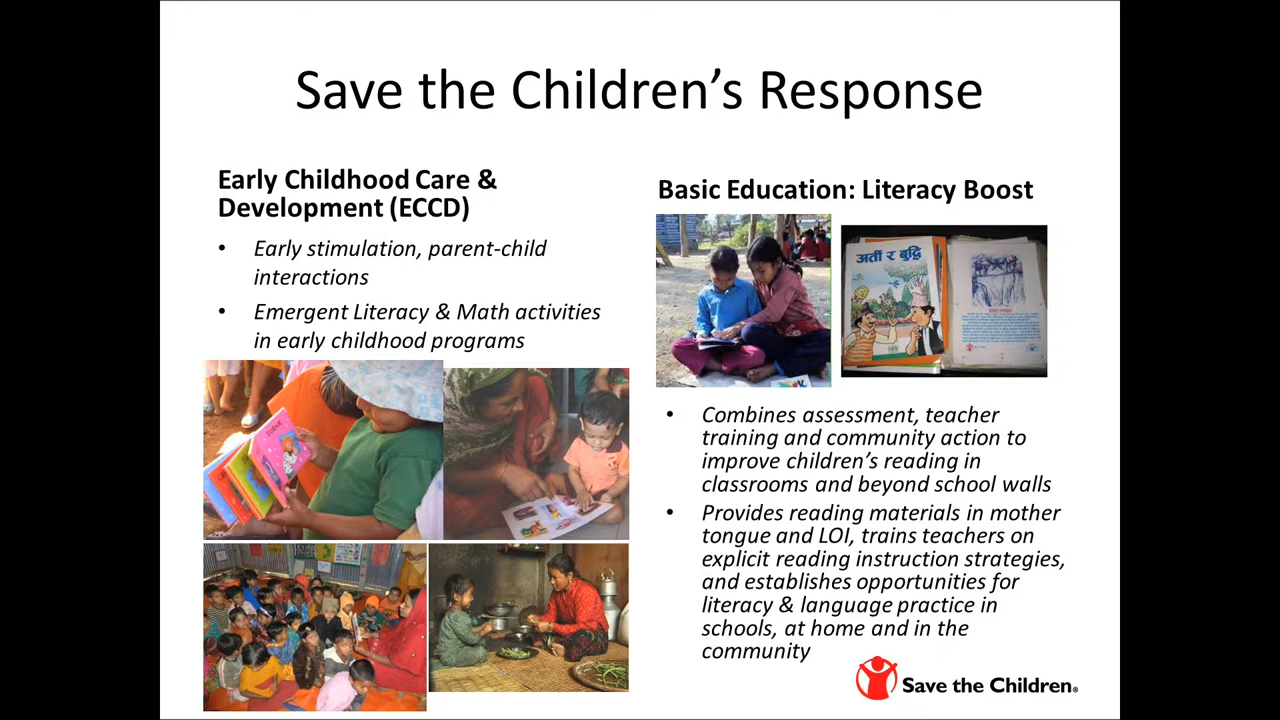 Save the Children’s Response
Early Childhood Care &
Development (ECCD)
• Early stimulation, parent-child
interactions
• Emergent Literacy & Math activities
in early childhood programs
Basic Education: Literacy Boost
अर्ती र बुद्धि
• Combines assessment, teacher
training and community action to
improve children’s reading in
classrooms and beyond school walls
• Provides reading materials in mother
tongue and LOI, trains teachers on
explicit reading instruction strategies,
and establishes opportunities for
literacy & language practice in
schools, at home and in the
community
Save the Children®